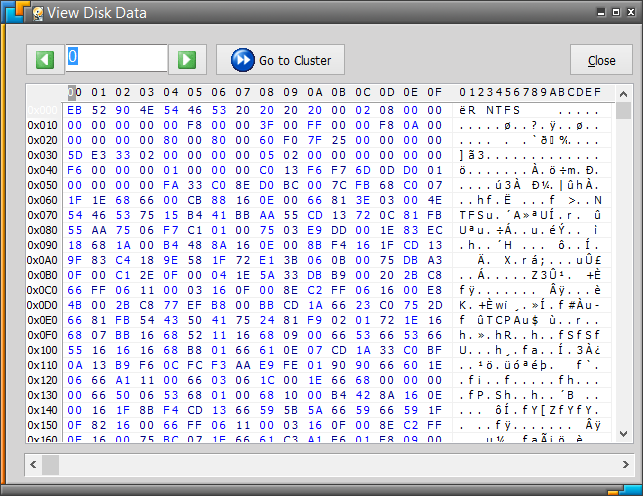 View Disk Data
0
Go to Cluster
Close
00 01 02 03 04 05 06 07 08 09 0A 0B 0C 0D 0E 0F 0123456789ABCDEF
0x000 EB 52 90 4E 54 46 53 20 20 20 20 00 02 08 00 00 ëR NTFS .....
0x010 00 00 00 00 00 F8 00 00 3F 00 FF 00 00 F8 0A 00 .....ø..?.ÿ..ø..
0x020 00 00 00 00 80 00 80 00 60 F0 7F 25 00 00 00 00
0x030 5D E3 33 02 00 00 00 00 05 02 00 00 00 00 00 00 ]ã3.............
0x040 F6 00 00 00 01 00 00 00 C0 13 F6 F7 6D 0D D0 01 ö.......À.ö÷m.Ð.
0x050 00 00 00 00 FA 33 C0 8E D0 BC 00 7C FB 68 C0 07 ....ú3À Ð¼.|ûhÀ.
0x060 1F 1E 68 66 00 CB 88 16 0E 00 66 81 3E 03 00 4E ..hf.Ë ...f >..N
0x070 54 46 53 75 15 B4 41 BB AA 55 CD 13 72 0C 81 FB TFSu.´A»ªUÍ.r. û
0x080 55 AA 75 06 F7 C1 01 00 75 03 E9 DD 00 1E 83 EC Uªu.÷Á..u.éÝ.. ì
0x090 18 68 1A 00 B4 48 8A 16 0E 00 8B F4 16 1F CD 13 .h..´H ... ô..Í.
0x0A0 9F 83 C4 18 9E 58 1F 72 E1 3B 06 0B 00 75 DB A3
0x0B0 0F 00 C1 2E 0F 00 04 1E 5A 33 DB B9 00 20 2B C8 ..Á.....Z3Û¹. +È
0x0C0 66 FF 06 11 00 03 16 0F 00 8E C2 FF 06 16 00 E8 fÿ....... Âÿ...è
0x0D0 4B 00 2B C8 77 EF B8 00 BB CD 1A 66 23 C0 75 2D K.+Èwï¸.»Í.f#Àu-
0x0E0 66 81 FB 54 43 50 41 75 24 81 F9 02 01 72 1E 16 f ûTCPAu$ ù..r..
0x0F0 68 07 BB 16 68 52 11 16 68 09 00 66 53 66 53 66 h.».hR..h..fSfSf
0x100 55 16 16 16 68 B8 01 66 61 0E 07 CD 1A 33 C0 BF U...h¸.fa..Í.3À¿
0x110 0A 13 B9 F6 0C FC F3 AA E9 FE 01 90 90 66 60 1E ..¹ö.üóªéþ. f`.
0x120 06 66 A1 11 00 66 03 06 1C 00 1E 66 68 00 00 00 .f¡..f.....fh...
0x130 00 66 50 06 53 68 01 00 68 10 00 B4 42 8A 16 0E .fP.Sh..h..´B ..
0x140 00 16 1F 8B F4 CD 13 66 59 5B 5A 66 59 66 59 1F ... ôÍ.fY[ZfYfY.
0x150 0F 82 16 00 66 FF 06 11 00 03 16 0F 00 8E C2 FF .. ..fÿ....... Âÿ
0x160 0E 16 00 75 BC 07 1E 66 61 C3 A1 F6 01 E8 09 00 ...u¼..faÃ¡ö.è..